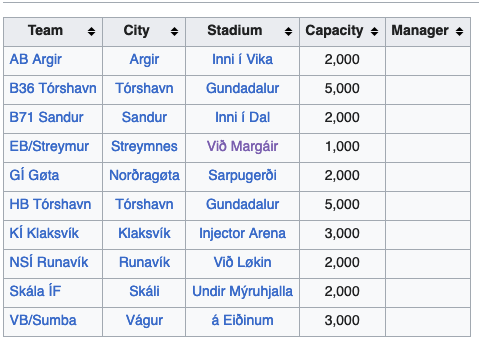 Team City Stadium Capacity Manager
AB Argir Argir Inni í Vika 2,000
B36 Tórshavn Tórshavn Gundadalur 5,000
B71 Sandur Sandur Inni í Dal 2,000
EB/Streymur Streymnes Við Margáir 1,000
GÍ Gøta Norðragøta Sarpugerði 2,000
HB Tórshavn Tórshavn Gundadalur 5,000
KÍ Klaksvík Klaksvík Injector Arena 3,000
NSÍ Runavík Runavík Við Løkin 2,000
Skála ÍF Skáli Undir Mýruhjalla 2,000
VB/Sumba Vágur á Eiðinum 3,000